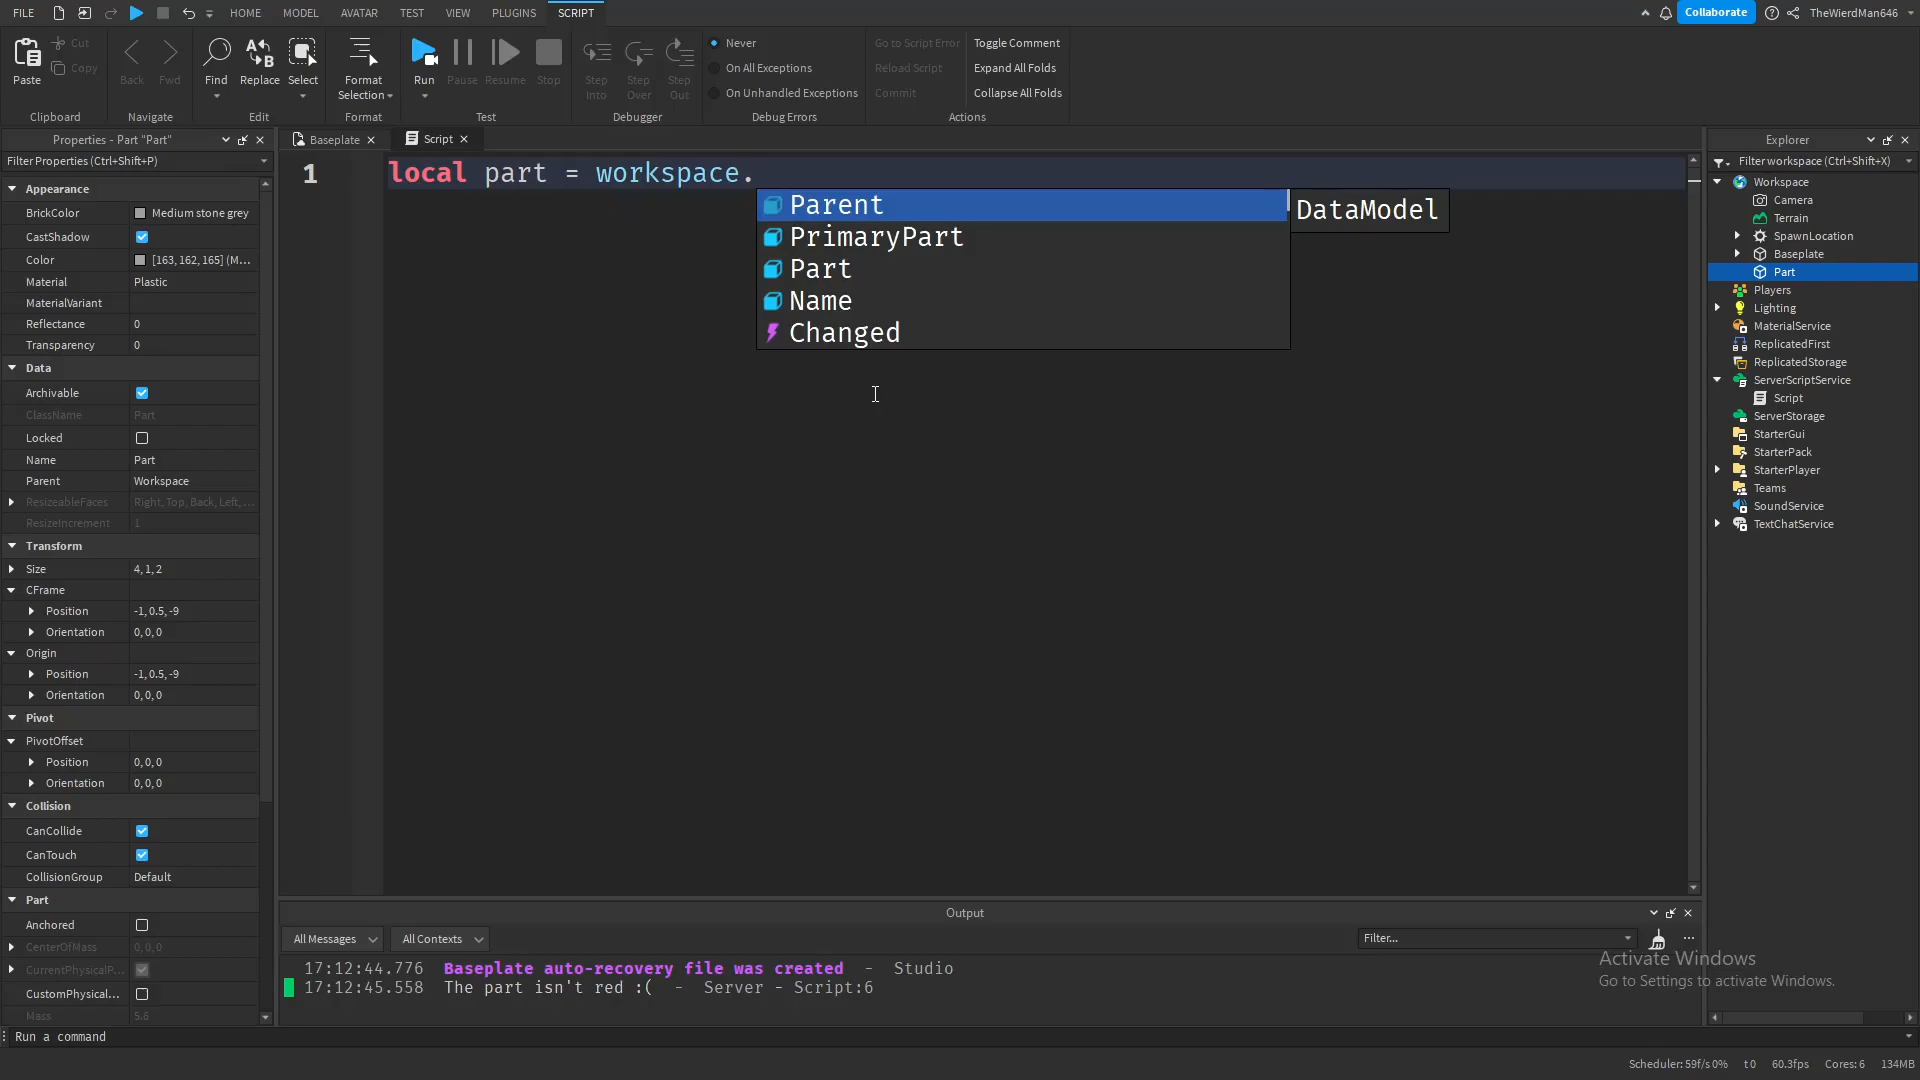 FILE HOME MODEL AVATAR TEST VIEW PLUGINS SCRIPT Collaborate TheWierdMan646
Paste Cut Copy Back Fwd Find Replace Select Format Selection Run Pause Resume Stop Step Into Step Over Step Out
Never
On All Exceptions
On Unhandled Exceptions
Go to Script Error
Reload Script
Commit
Toggle Comment
Expand All Folds
Collapse All Folds
Clipboard Navigate Edit Format Test Debugger Debug Errors Actions
Properties - Part "Part"
Filter Properties (Ctrl+Shift+P)
Appearance
BrickColor Medium stone grey
CastShadow
Color [163, 162, 165] (M...
Material Plastic
MaterialVariant
Reflectance 0
Transparency 0
Data
Archivable
ClassName Part
Locked
Name Part
Parent Workspace
ResizeableFaces Right, Top, Back, Left, ...
ResizeIncrement 1
Transform
Size 4, 1, 2
CFrame
Position -1, 0.5, -9
Orientation 0, 0, 0
Origin
Position -1, 0.5, -9
Orientation 0, 0, 0
Pivot
PivotOffset
Position 0, 0, 0
Orientation 0, 0, 0
Collision
CanCollide
CanTouch
CollisionGroup Default
Part
Anchored
CenterOfMass 0, 0, 0
CurrentPhysicalP...
CustomPhysical...
Mass 5.6
Baseplate Script
1 local part = workspace.
Parent DataModel
PrimaryPart
Part
Name
Changed
Output
All Messages All Contexts Filter...
17:12:44.776 Baseplate auto-recovery file was created - Studio
17:12:45.558 The part isn't red :( - Server - Script:6
Explorer
Filter workspace (Ctrl+Shift+X)
Workspace
Camera
Terrain
SpawnLocation
Baseplate
Part
Players
Lighting
MaterialService
ReplicatedFirst
ReplicatedStorage
ServerScriptService
Script
ServerStorage
StarterGui
StarterPack
StarterPlayer
Teams
SoundService
TextChatService
Activate Windows
Go to Settings to activate Windows.
Run a command
Scheduler: 59f/s 0% t 0 60.3fps Cores: 6 134MB